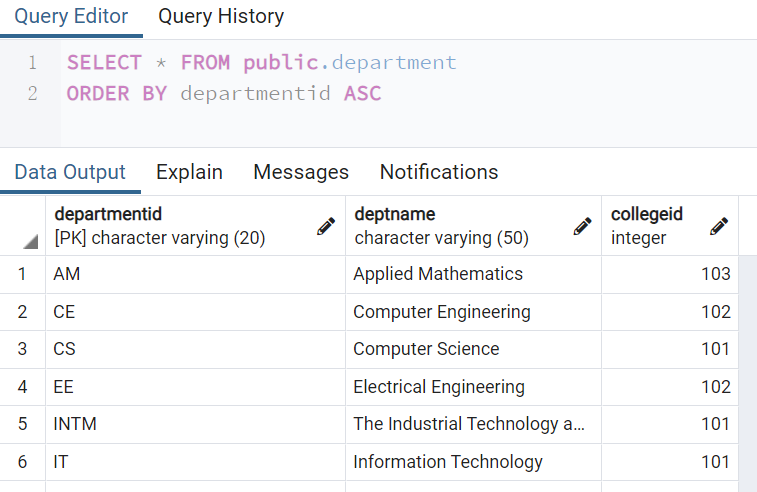 Query Editor Query History
1 SELECT * FROM public.department
2 ORDER BY departmentid ASC
Data Output Explain Messages Notifications
departmentid deptname collegeid
[PK] character varying (20) character varying (50) integer
1 AM Applied Mathematics 103
2 CE Computer Engineering 102
3 CS Computer Science 101
4 EE Electrical Engineering 102
5 INTM The Industrial Technology a... 101
6 IT Information Technology 101